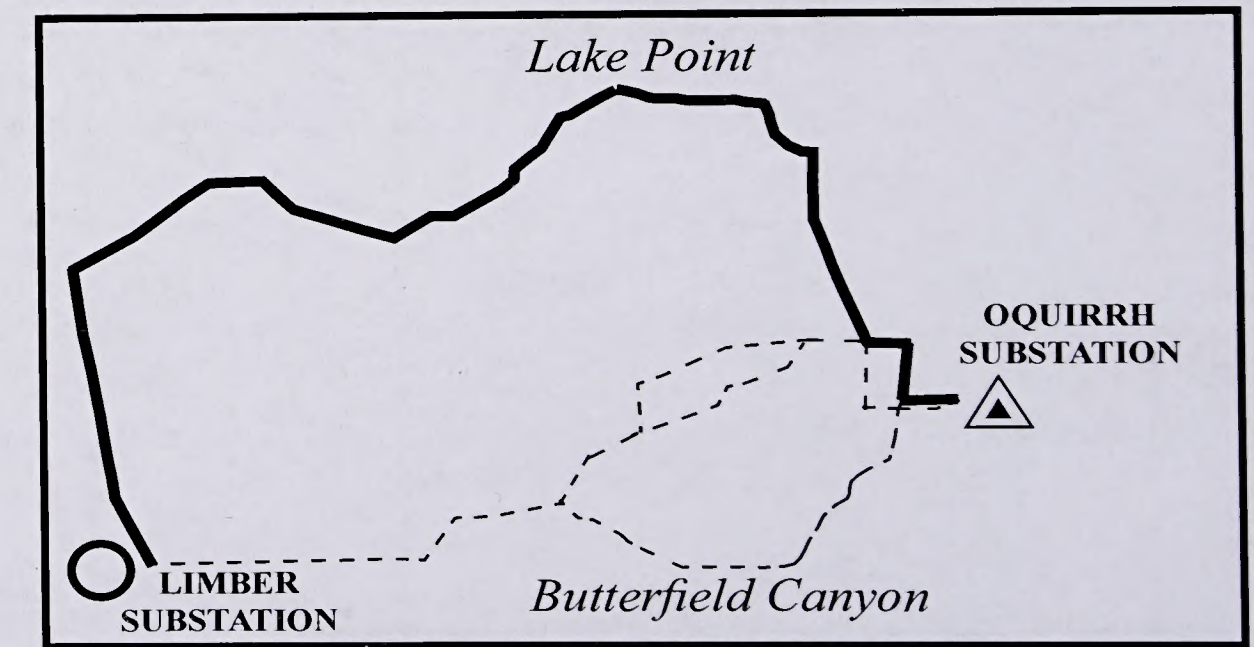 Lake Point
OQUIRRH
SUBSTATION
LIMBER
SUBSTATION
Butterfield Canyon